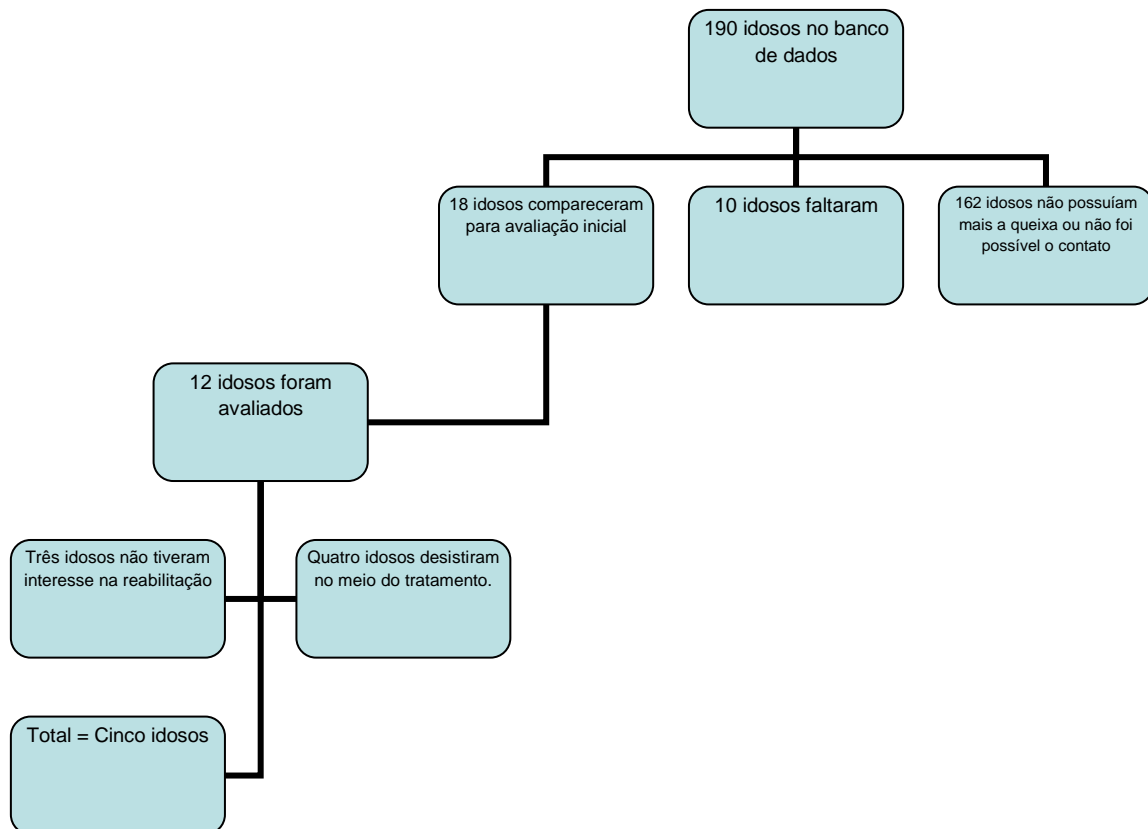 190 idosos no banco
de dados
18 idosos compareceram
para avaliação inicial
10 idosos faltaram
162 idosos não possuíam
mais a queixa ou não foi
possível o contato
12 idosos foram
avaliados
Três idosos não tiveram
interesse na reabilitação
Quatro idosos desistiram
no meio do tratamento.
Total = Cinco idosos